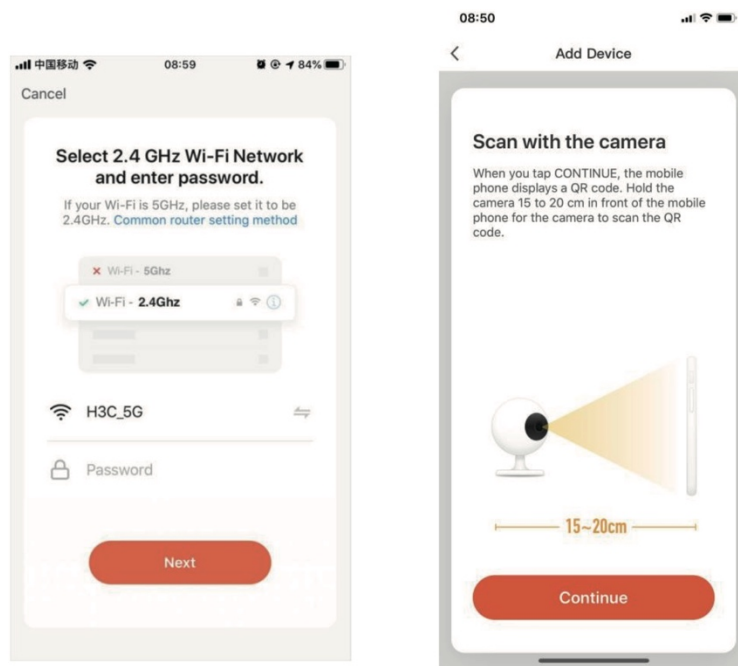 中国移动
08:59
84%
Cancel
Select 2.4 GHz Wi-Fi Network
and enter password.
If your Wi-Fi is 5GHz, please set it to be
2.4GHz. Common router setting method
Wi-Fi - 5Ghz
Wi-Fi - 2.4Ghz
H3C_5G
Password
Next
08:50
Add Device
Scan with the camera
When you tap CONTINUE, the mobile
phone displays a QR code. Hold the
camera 15 to 20 cm in front of the mobile
phone for the camera to scan the QR
code.
15~20cm
Continue